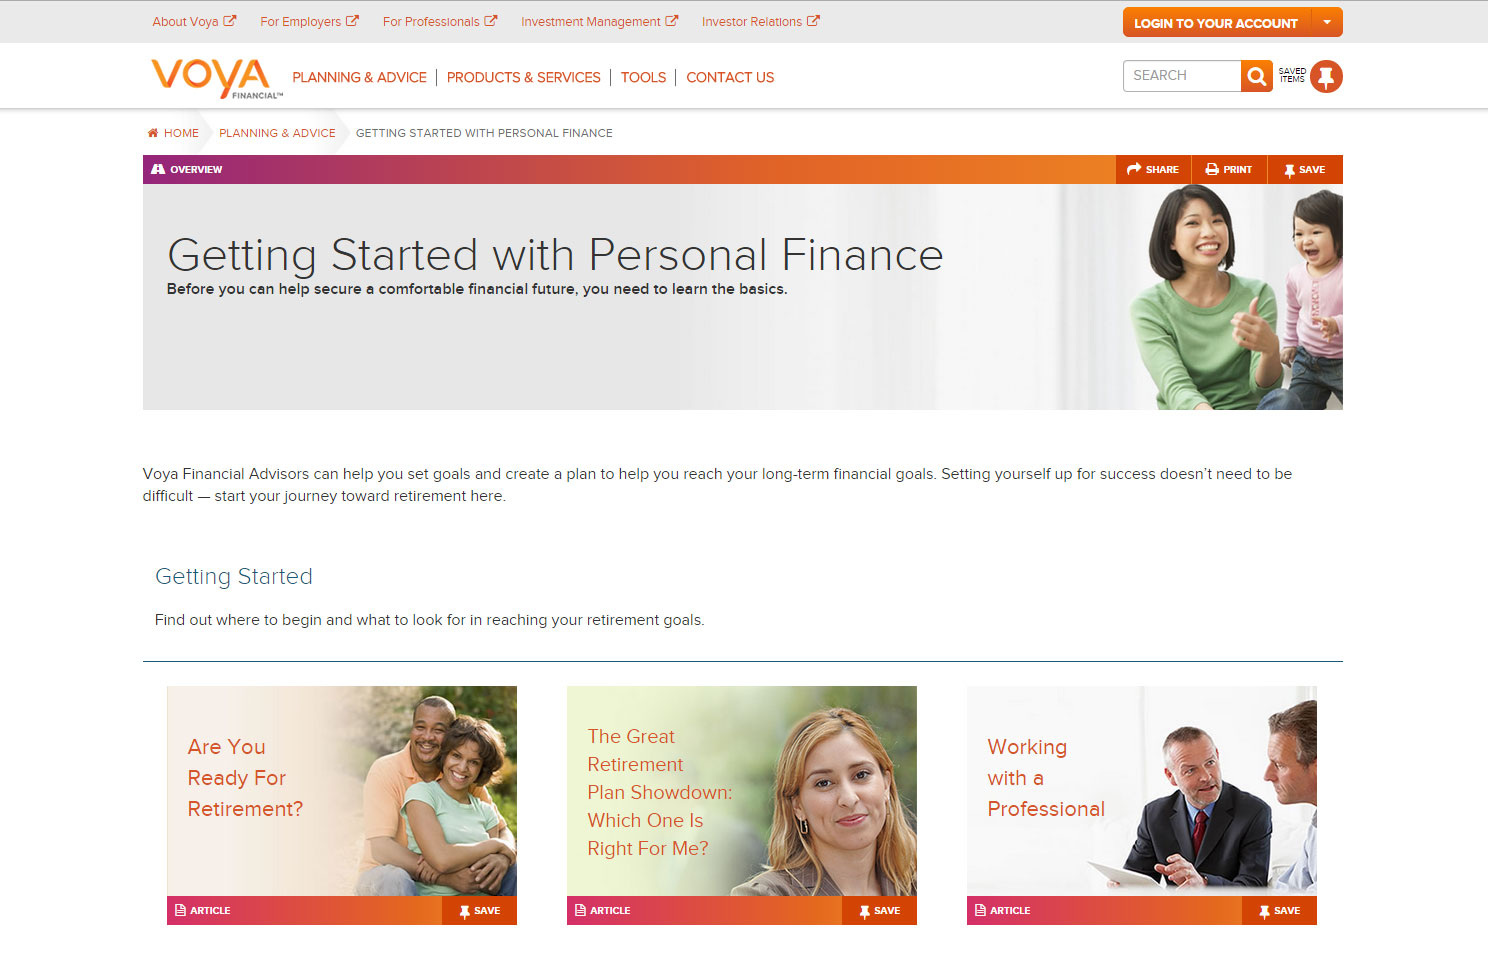 About Voya
For Employers
For Professionals
Investment Management
Investor Relations
LOGIN TO YOUR ACCOUNT
VOYA
FINANCIAL™
PLANNING & ADVICE
PRODUCTS & SERVICES
TOOLS
CONTACT US
SEARCH
SAVED
ITEMS
HOME
PLANNING & ADVICE
GETTING STARTED WITH PERSONAL FINANCE
OVERVIEW
SHARE
PRINT
SAVE
Getting Started with Personal Finance
Before you can help secure a comfortable financial future, you need to learn the basics.
Voya Financial Advisors can help you set goals and create a plan to help you reach your long-term financial goals. Setting yourself up for success doesn’t need to be
difficult — start your journey toward retirement here.
Getting Started
Find out where to begin and what to look for in reaching your retirement goals.
Are You
Ready For
Retirement?
ARTICLE
SAVE
The Great
Retirement
Plan Showdown:
Which One Is
Right For Me?
ARTICLE
SAVE
Working
with a
Professional
ARTICLE
SAVE